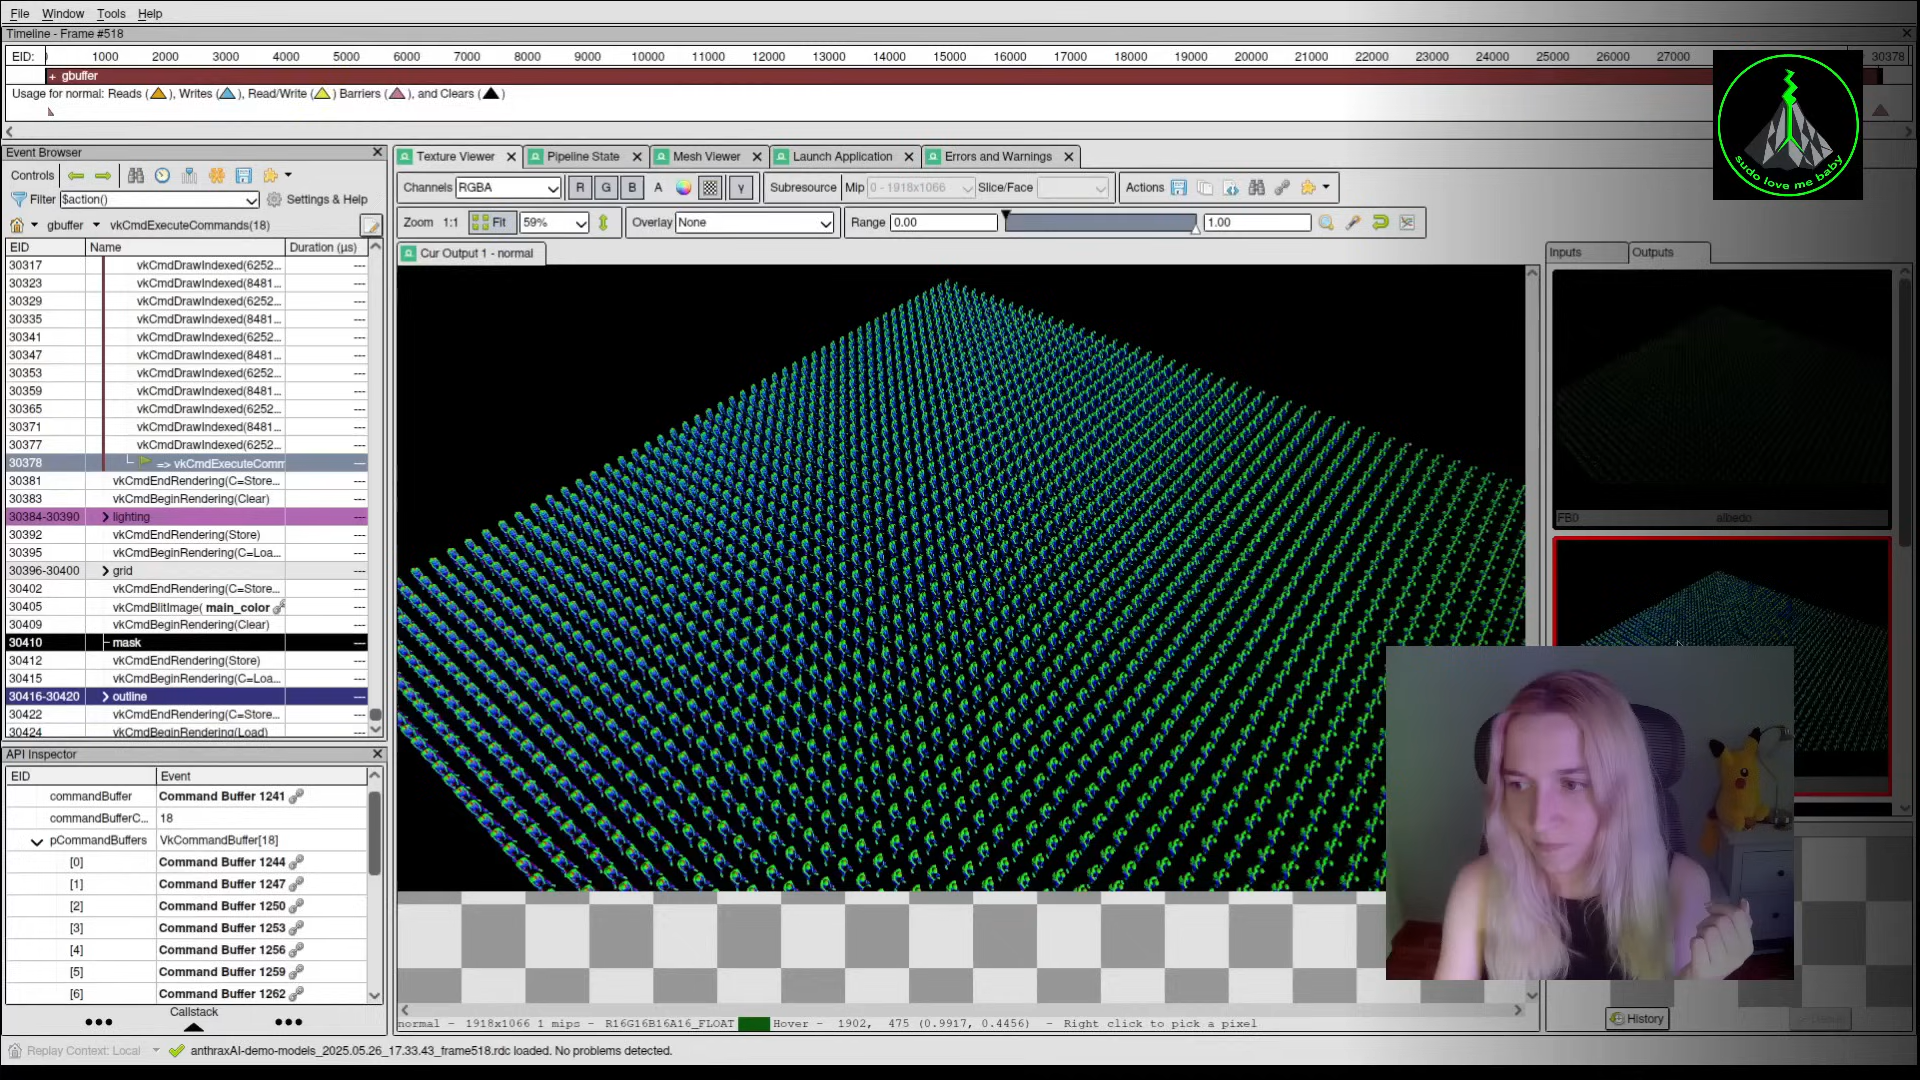 File Window Tools Help
Timeline - Frame #518
EID: 1000 2000 3000 4000 5000 6000 7000 8000 9000 10000 11000 12000 13000 14000 15000 16000 17000 18000 19000 20000 21000 22000 23000 24000 25000 26000 27000 30378
+ gbuffer
Usage for normal: Reads ( ), Writes ( ), Read/Write ( ) Barriers ( ), and Clears ( )
sudo love me baby
Event Browser
Controls
Filter $action() Settings & Help
gbuffer vkCmdExecuteCommands(18)
EID Name Duration (µs)
30317 vkCmdDrawIndexed(6252... ---
30323 vkCmdDrawIndexed(8481... ---
30329 vkCmdDrawIndexed(6252... ---
30335 vkCmdDrawIndexed(8481... ---
30341 vkCmdDrawIndexed(6252... ---
30347 vkCmdDrawIndexed(8481... ---
30353 vkCmdDrawIndexed(6252... ---
30359 vkCmdDrawIndexed(8481... ---
30365 vkCmdDrawIndexed(6252... ---
30371 vkCmdDrawIndexed(8481... ---
30377 vkCmdDrawIndexed(6252... ---
30378 => vkCmdExecuteComm ---
30381 vkCmdEndRendering(C=Store... ---
30383 vkCmdBeginRendering(Clear) ---
30384-30390 lighting ---
30392 vkCmdEndRendering(Store) ---
30395 vkCmdBeginRendering(C=Loa... ---
30396-30400 grid ---
30402 vkCmdEndRendering(C=Store... ---
30405 vkCmdBlitImage( main_color ---
30409 vkCmdBeginRendering(Clear) ---
30410 mask ---
30412 vkCmdEndRendering(Store) ---
30415 vkCmdBeginRendering(C=Loa... ---
30416-30420 outline ---
30422 vkCmdEndRendering(C=Store... ---
30424 vkCmdBeginRendering(Load) ---
API Inspector
EID Event
commandBuffer Command Buffer 1241
commandBufferC... 18
pCommandBuffers VkCommandBuffer[18]
[0] Command Buffer 1244
[1] Command Buffer 1247
[2] Command Buffer 1250
[3] Command Buffer 1253
[4] Command Buffer 1256
[5] Command Buffer 1259
[6] Command Buffer 1262
Callstack
Texture Viewer Pipeline State Mesh Viewer Launch Application Errors and Warnings
Channels RGBA R G B A γ Subresource Mip 0 - 1918x1066 Slice/Face Actions
Zoom 1:1 Fit 59% Overlay None Range 0.00 1.00
Cur Output 1 - normal
Inputs Outputs
FB0 albedo
normal - 1918x1066 1 mips - R16G16B16A16_FLOAT Hover - 1902, 475 (0.9917, 0.4456) - Right click to pick a pixel
History
Replay Context: Local anthraxAI-demo-models_2025.05.26_17.33.43_frame518.rdc loaded. No problems detected.